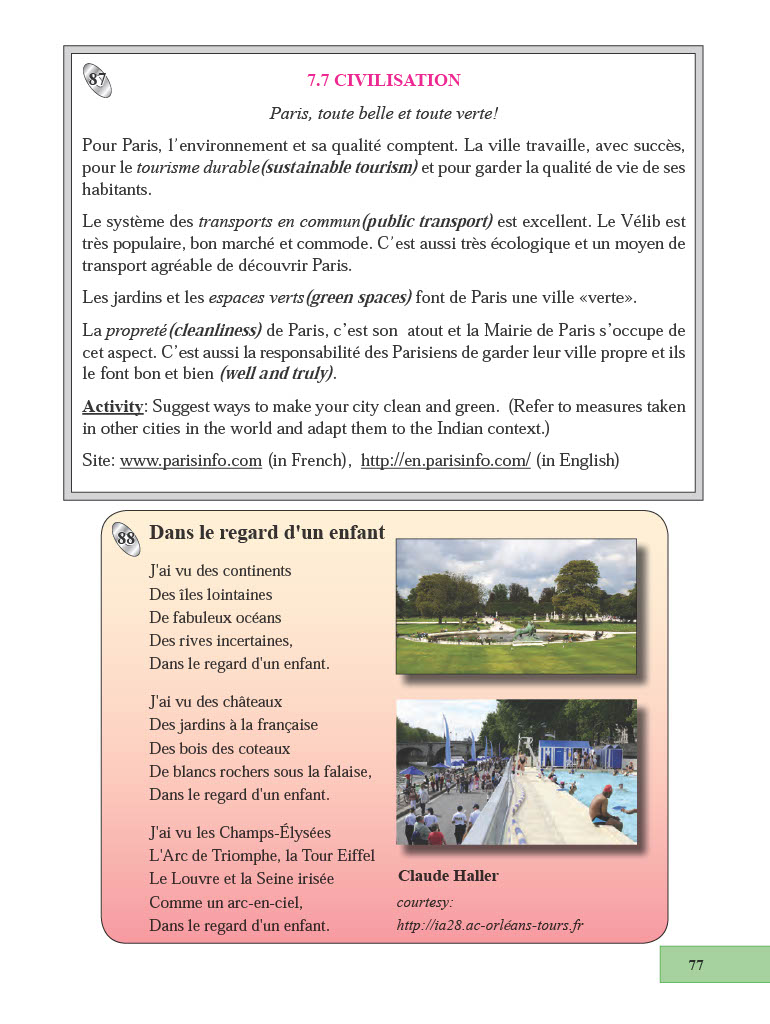 87
7.7 CIVILISATION
Paris, toute belle et toute verte!
Pour Paris, l'environnement et sa qualité comptent. La ville travaille, avec succès,
pour le tourisme durable(sustainable tourism) et pour garder la qualité de vie de ses
habitants.
Le système des transports en commun(public transport) est excellent. Le Vélib est
très populaire, bon marché et commode. C'est aussi très écologique et un moyen de
transport agréable de découvrir Paris.
Les jardins et les espaces verts(green spaces) font de Paris une ville «verte».
La propreté(cleanliness) de Paris, c'est son atout et la Mairie de Paris s'occupe de
cet aspect. C'est aussi la responsabilité des Parisiens de garder leur ville propre et ils
le font bon et bien (well and truly).
Activity: Suggest ways to make your city clean and green. (Refer to measures taken
in other cities in the world and adapt them to the Indian context.)
Site: www.parisinfo.com (in French), http://en.parisinfo.com/ (in English)
88
Dans le regard d'un enfant
J'ai vu des continents
Des îles lointaines
De fabuleux océans
Des rives incertaines,
Dans le regard d'un enfant.
J'ai vu des châteaux
Des jardins à la française
Des bois des coteaux
De blancs rochers sous la falaise,
Dans le regard d'un enfant.
J'ai vu les Champs-Élysées
L'Arc de Triomphe, la Tour Eiffel
Le Louvre et la Seine irisée
Comme un arc-en-ciel,
Dans le regard d'un enfant.
Claude Haller
courtesy:
http://ia28.ac-orléans-tours.fr
77